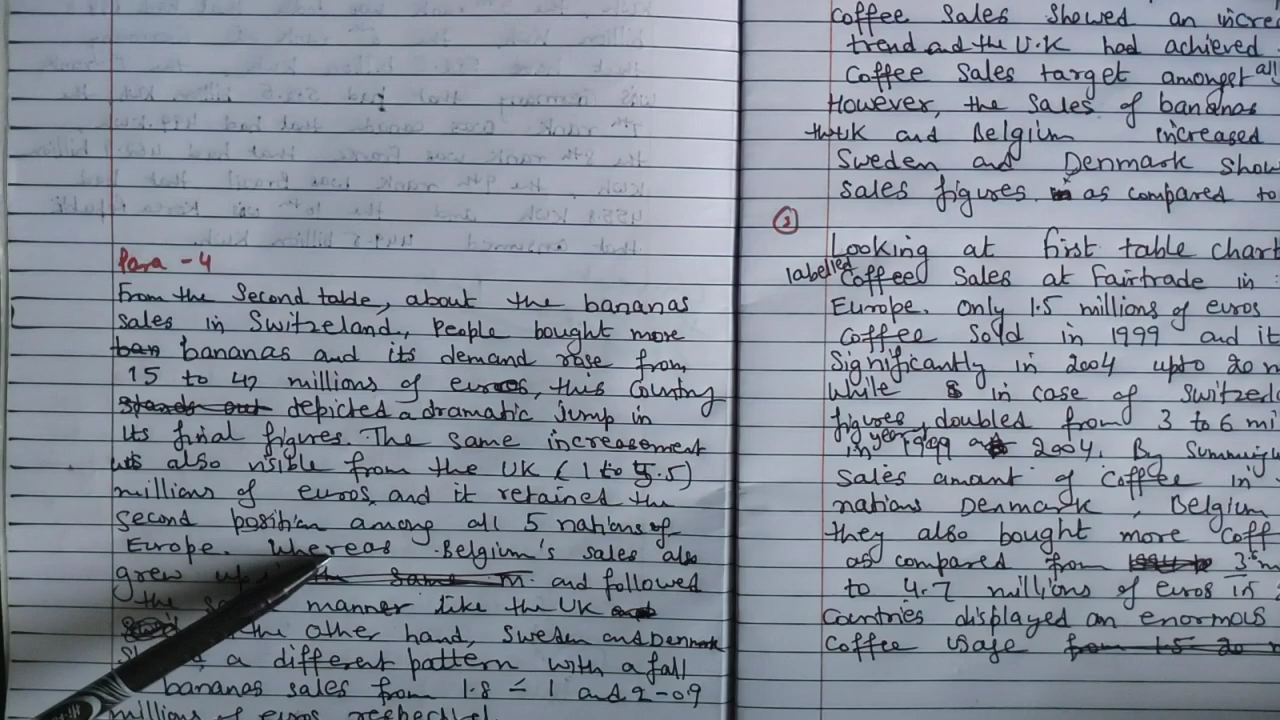 Para - 4
From the Second table, about the bananas
sales in Switzeland, People bought more
bananas and its demand rose from
15 to 47 millions of euros, this Country
depicted a dramatic jump in
its final figures. The same increasement
also visible from the UK (1 to 5.5)
millions of euros, and it retained the
second position among all 5 nations of
Europe. Whereas Belgium's sales also
grew up and followed
the manner like the UK
the other hand, Sweden and Denmark
a different pattern with a fall
bananas sales from 1.8 - 1 and 2-0.9
millions of euros
Coffee Sales Showed an incre
trend and the U.K had achieved
Coffee Sales target amongst all
However, the Sales of bananas
the UK and Belgium increased
Sweden and Denmark Show
Sales figures. as compared to
3
Looking at first table chart
labelled Coffee Sales at Fairtrade in
Europe. Only 1.5 millions of euros
Coffee Sold in 1999 and it
Significantly in 2004 upto 20 m
While in case of Switzel
figures, doubled from 3 to 6 mi
in year 1999 2004. By Summing
Sales amant of Coffee in
nations Denmark, Belgium
they also bought more Coff
as compared from 3.5 m
to 4.7 millions of euros in 2
Countries displayed an enormous
Coffee usage